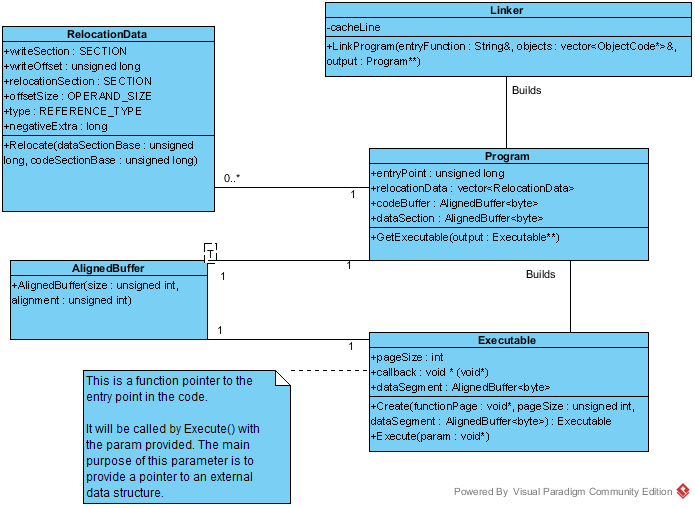 RelocationData
+writeSection : SECTION
+writeOffset : unsigned long
+relocationSection : SECTION
+offsetSize : OPERAND_SIZE
+type : REFERENCE_TYPE
+negativeExtra : long
+Relocate(dataSectionBase : unsigned
long, codeSectionBase : unsigned long)
Linker
-cacheLine
+LinkProgram(entryFunction : String&, objects : vector<ObjectCode*>&,
output : Program**)
Builds
0..*
1
Program
+entryPoint : unsigned long
+relocationData : vector<RelocationData>
+codeBuffer : AlignedBuffer<byte>
+dataSection : AlignedBuffer<byte>
+GetExecutable(output : Executable**)
T
AlignedBuffer
+AlignedBuffer(size : unsigned int,
alignment : unsigned int)
1
1
Builds
1
1
Executable
+pageSize : int
+callback : void * (void*)
+dataSegment : AlignedBuffer<byte>
+Create(functionPage : void*, pageSize : unsigned int,
dataSegment : AlignedBuffer<byte>) : Executable
+Execute(param : void*)
This is a function pointer to the
entry point in the code.
It will be called by Execute() with
the param provided. The main
purpose of this parameter is to
provide a pointer to an external
data structure.
Powered By Visual Paradigm Community Edition